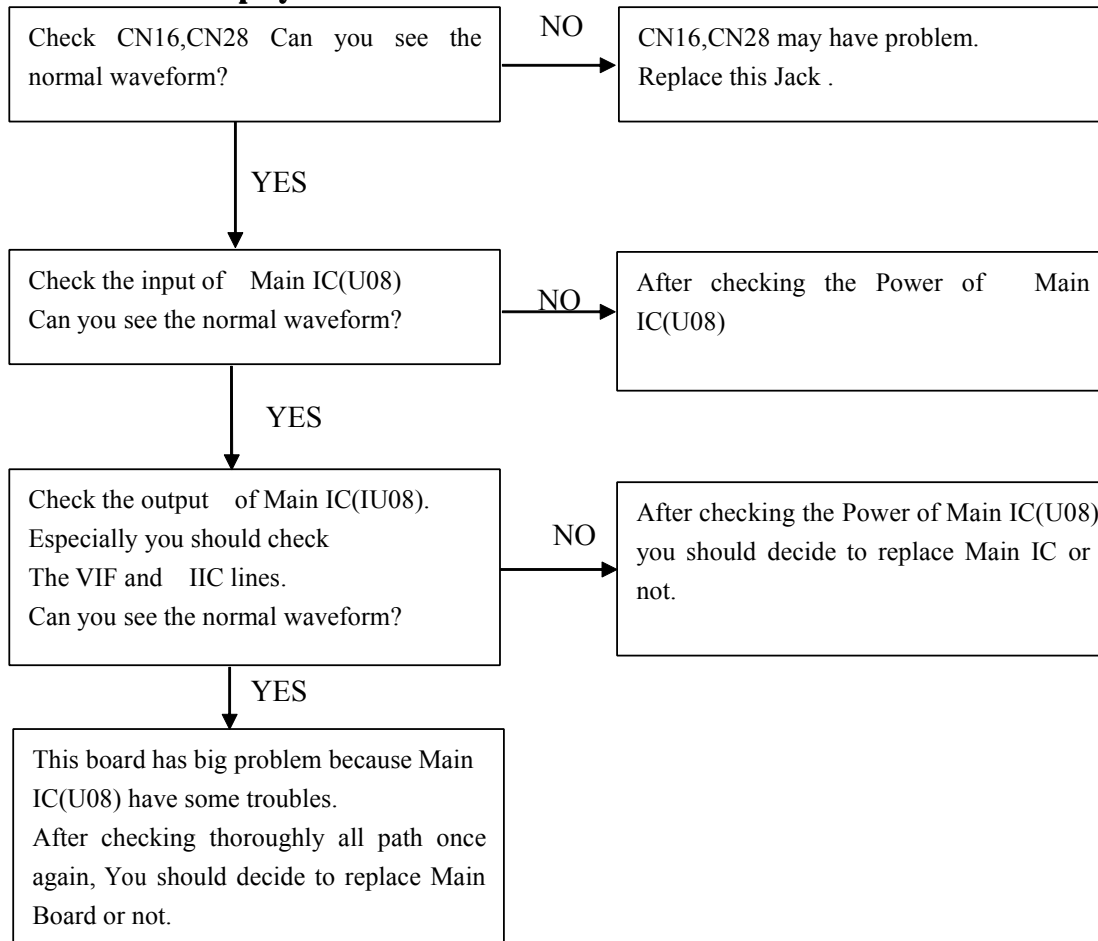 Check CN16,CN28 Can you see the
normal waveform?
NO
CN16,CN28 may have problem.
Replace this Jack .
YES
Check the input of Main IC(U08)
Can you see the normal waveform?
NO
After checking the Power of Main
IC(U08)
YES
Check the output of Main IC(IU08).
Especially you should check
The VIF and IIC lines.
Can you see the normal waveform?
NO
After checking the Power of Main IC(U08)
you should decide to replace Main IC or
not.
YES
This board has big problem because Main
IC(U08) have some troubles.
After checking thoroughly all path once
again, You should decide to replace Main
Board or not.